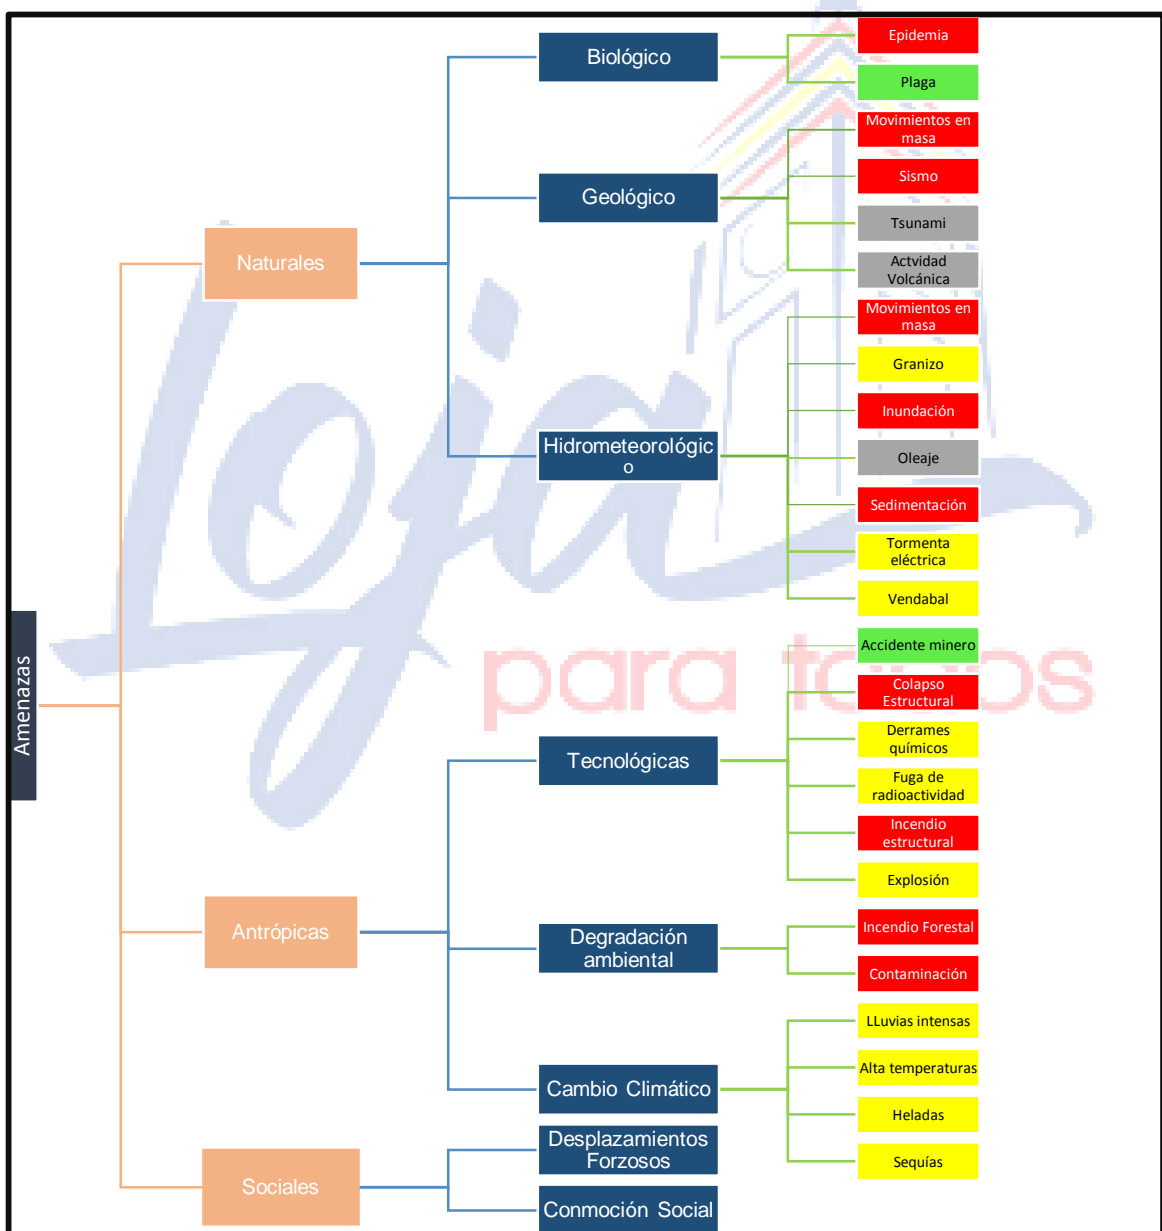 Amenazas
Naturales
Biológico
Epidemia
Plaga
Geológico
Movimientos en
masa
Sismo
Tsunami
Actvidad
Volcánica
Hidrometeorológic
o
Movimientos en
masa
Granizo
Inundación
Oleaje
Sedimentación
Tormenta
eléctrica
Vendabal
Antrópicas
Tecnológicas
Accidente minero
Colapso
Estructural
Derrames
químicos
Fuga de
radioactividad
Incendio
estructural
Explosión
Degradación
ambiental
Incendio Forestal
Contaminación
Cambio Climático
LLuvias intensas
Alta temperaturas
Heladas
Sequías
Sociales
Desplazamientos
Forzosos
Conmoción Social
Loja
para todos